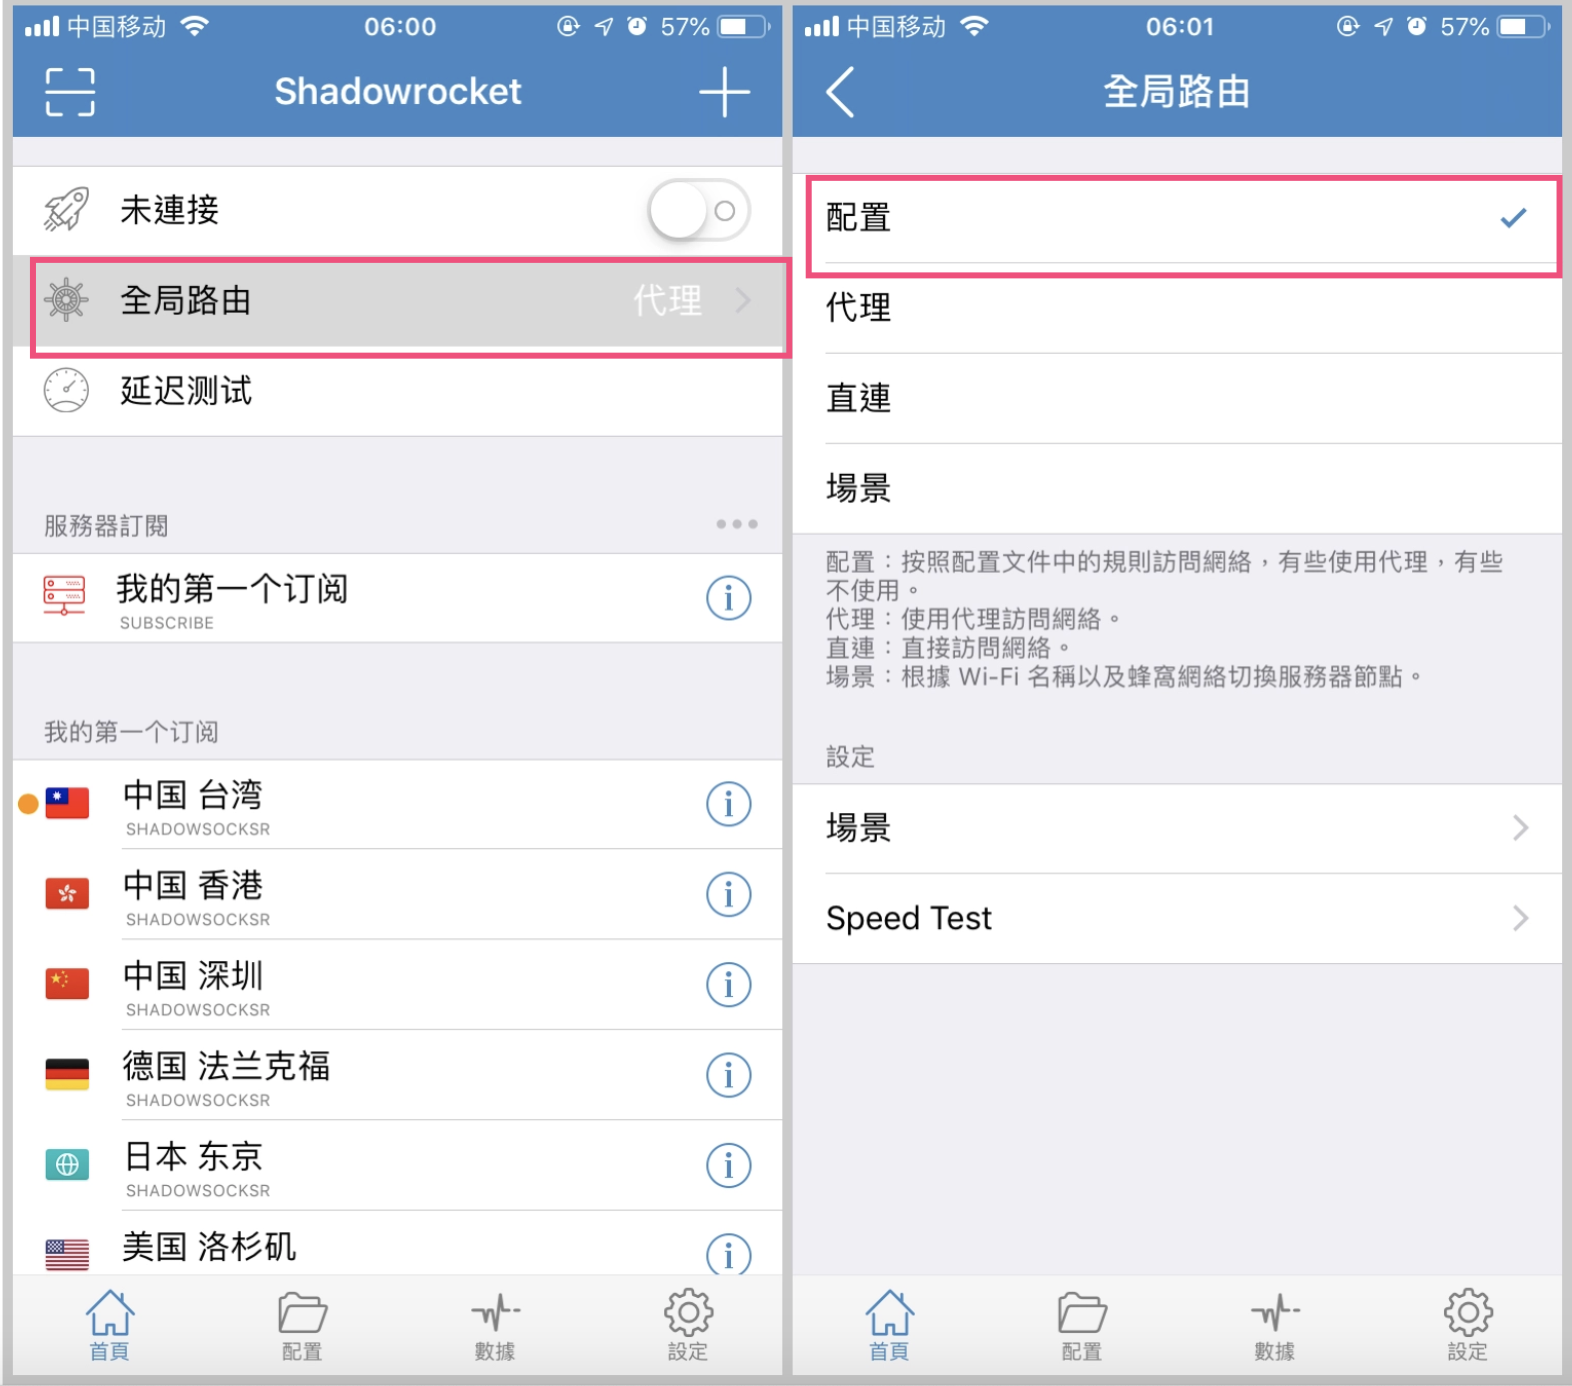 中国移动
06:00
57%
Shadowrocket
未連接
全局路由
代理
延迟测试
服務器訂閱
我的第一个订阅
SUBSCRIBE
我的第一个订阅
中国 台湾
SHADOWSOCKSR
中国 香港
SHADOWSOCKSR
中国 深圳
SHADOWSOCKSR
德国 法兰克福
SHADOWSOCKSR
日本 东京
SHADOWSOCKSR
美国 洛杉矶
首頁
配置
數據
設定
中国移动
06:01
57%
全局路由
配置
代理
直連
場景
配置：按照配置文件中的規則訪問網絡，有些使用代理，有些
不使用。
代理：使用代理訪問網絡。
直連：直接訪問網絡。
場景：根據 Wi-Fi 名稱以及蜂窩網絡切換服務器節點。
設定
場景
Speed Test
首頁
配置
數據
設定